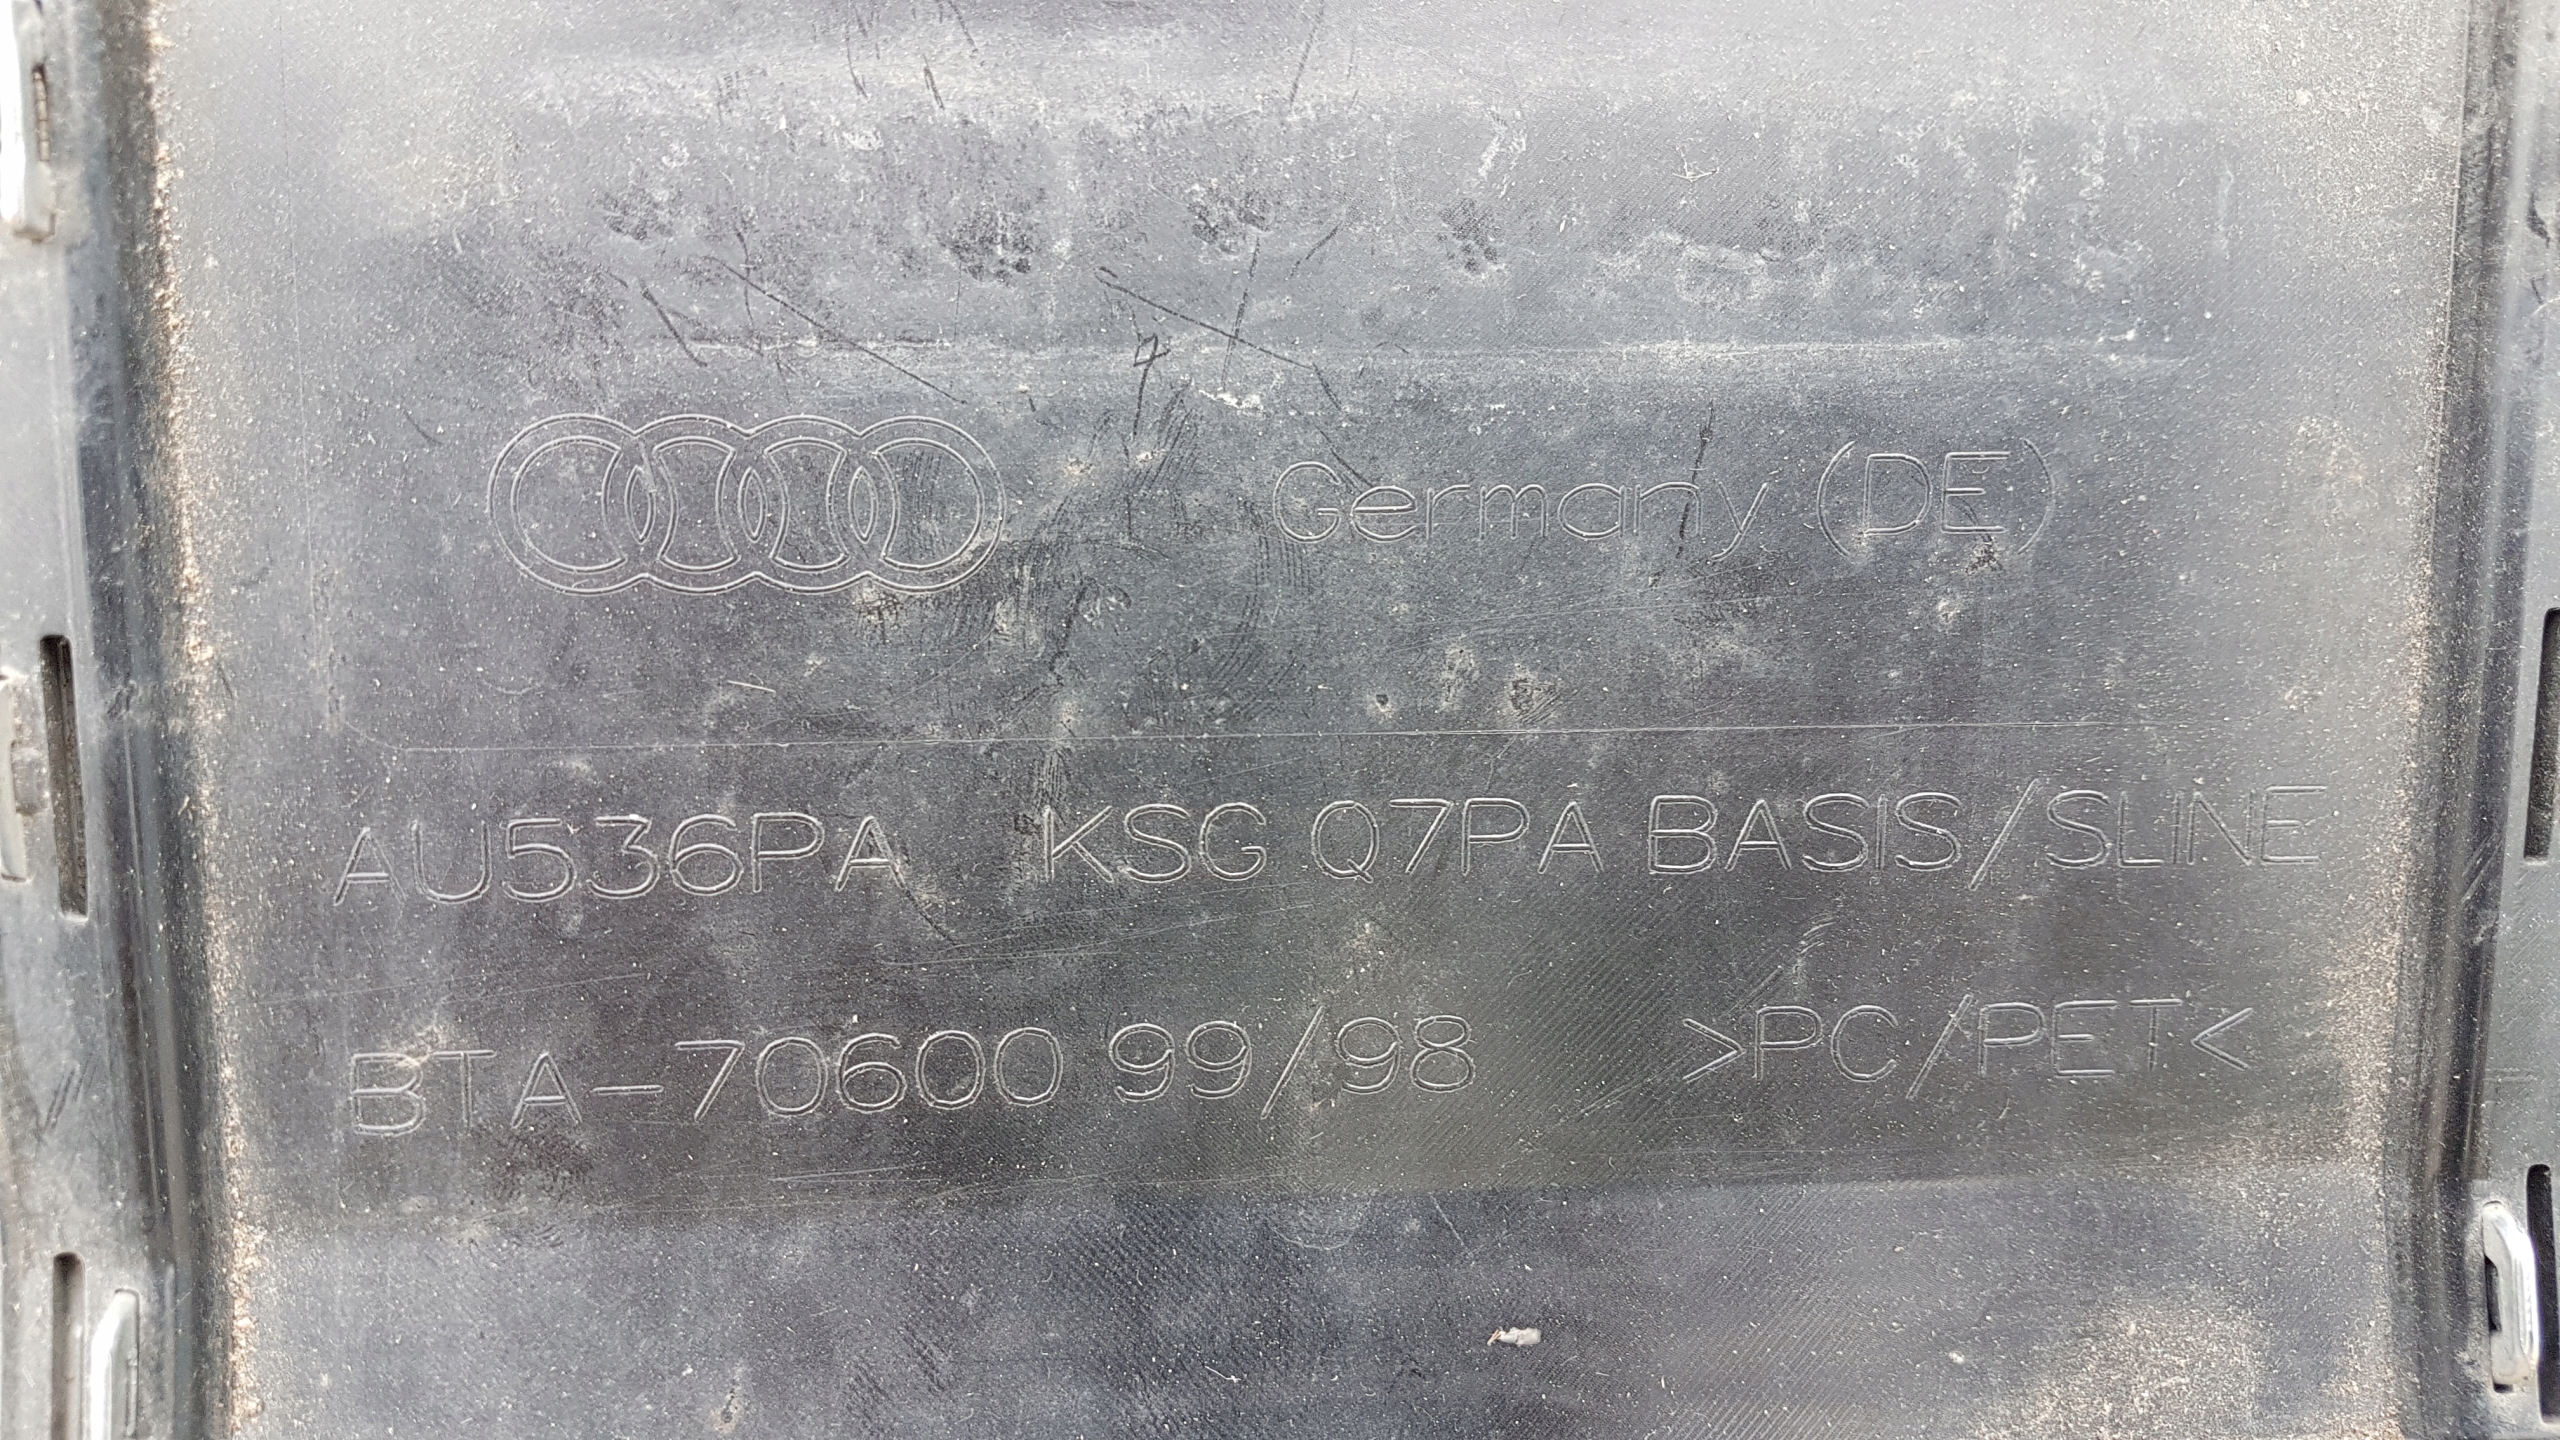 Germany (DE)
AU536PA KSG Q7PA BASIS/SLINE
BTA-70600 99/98 >PC/PET<